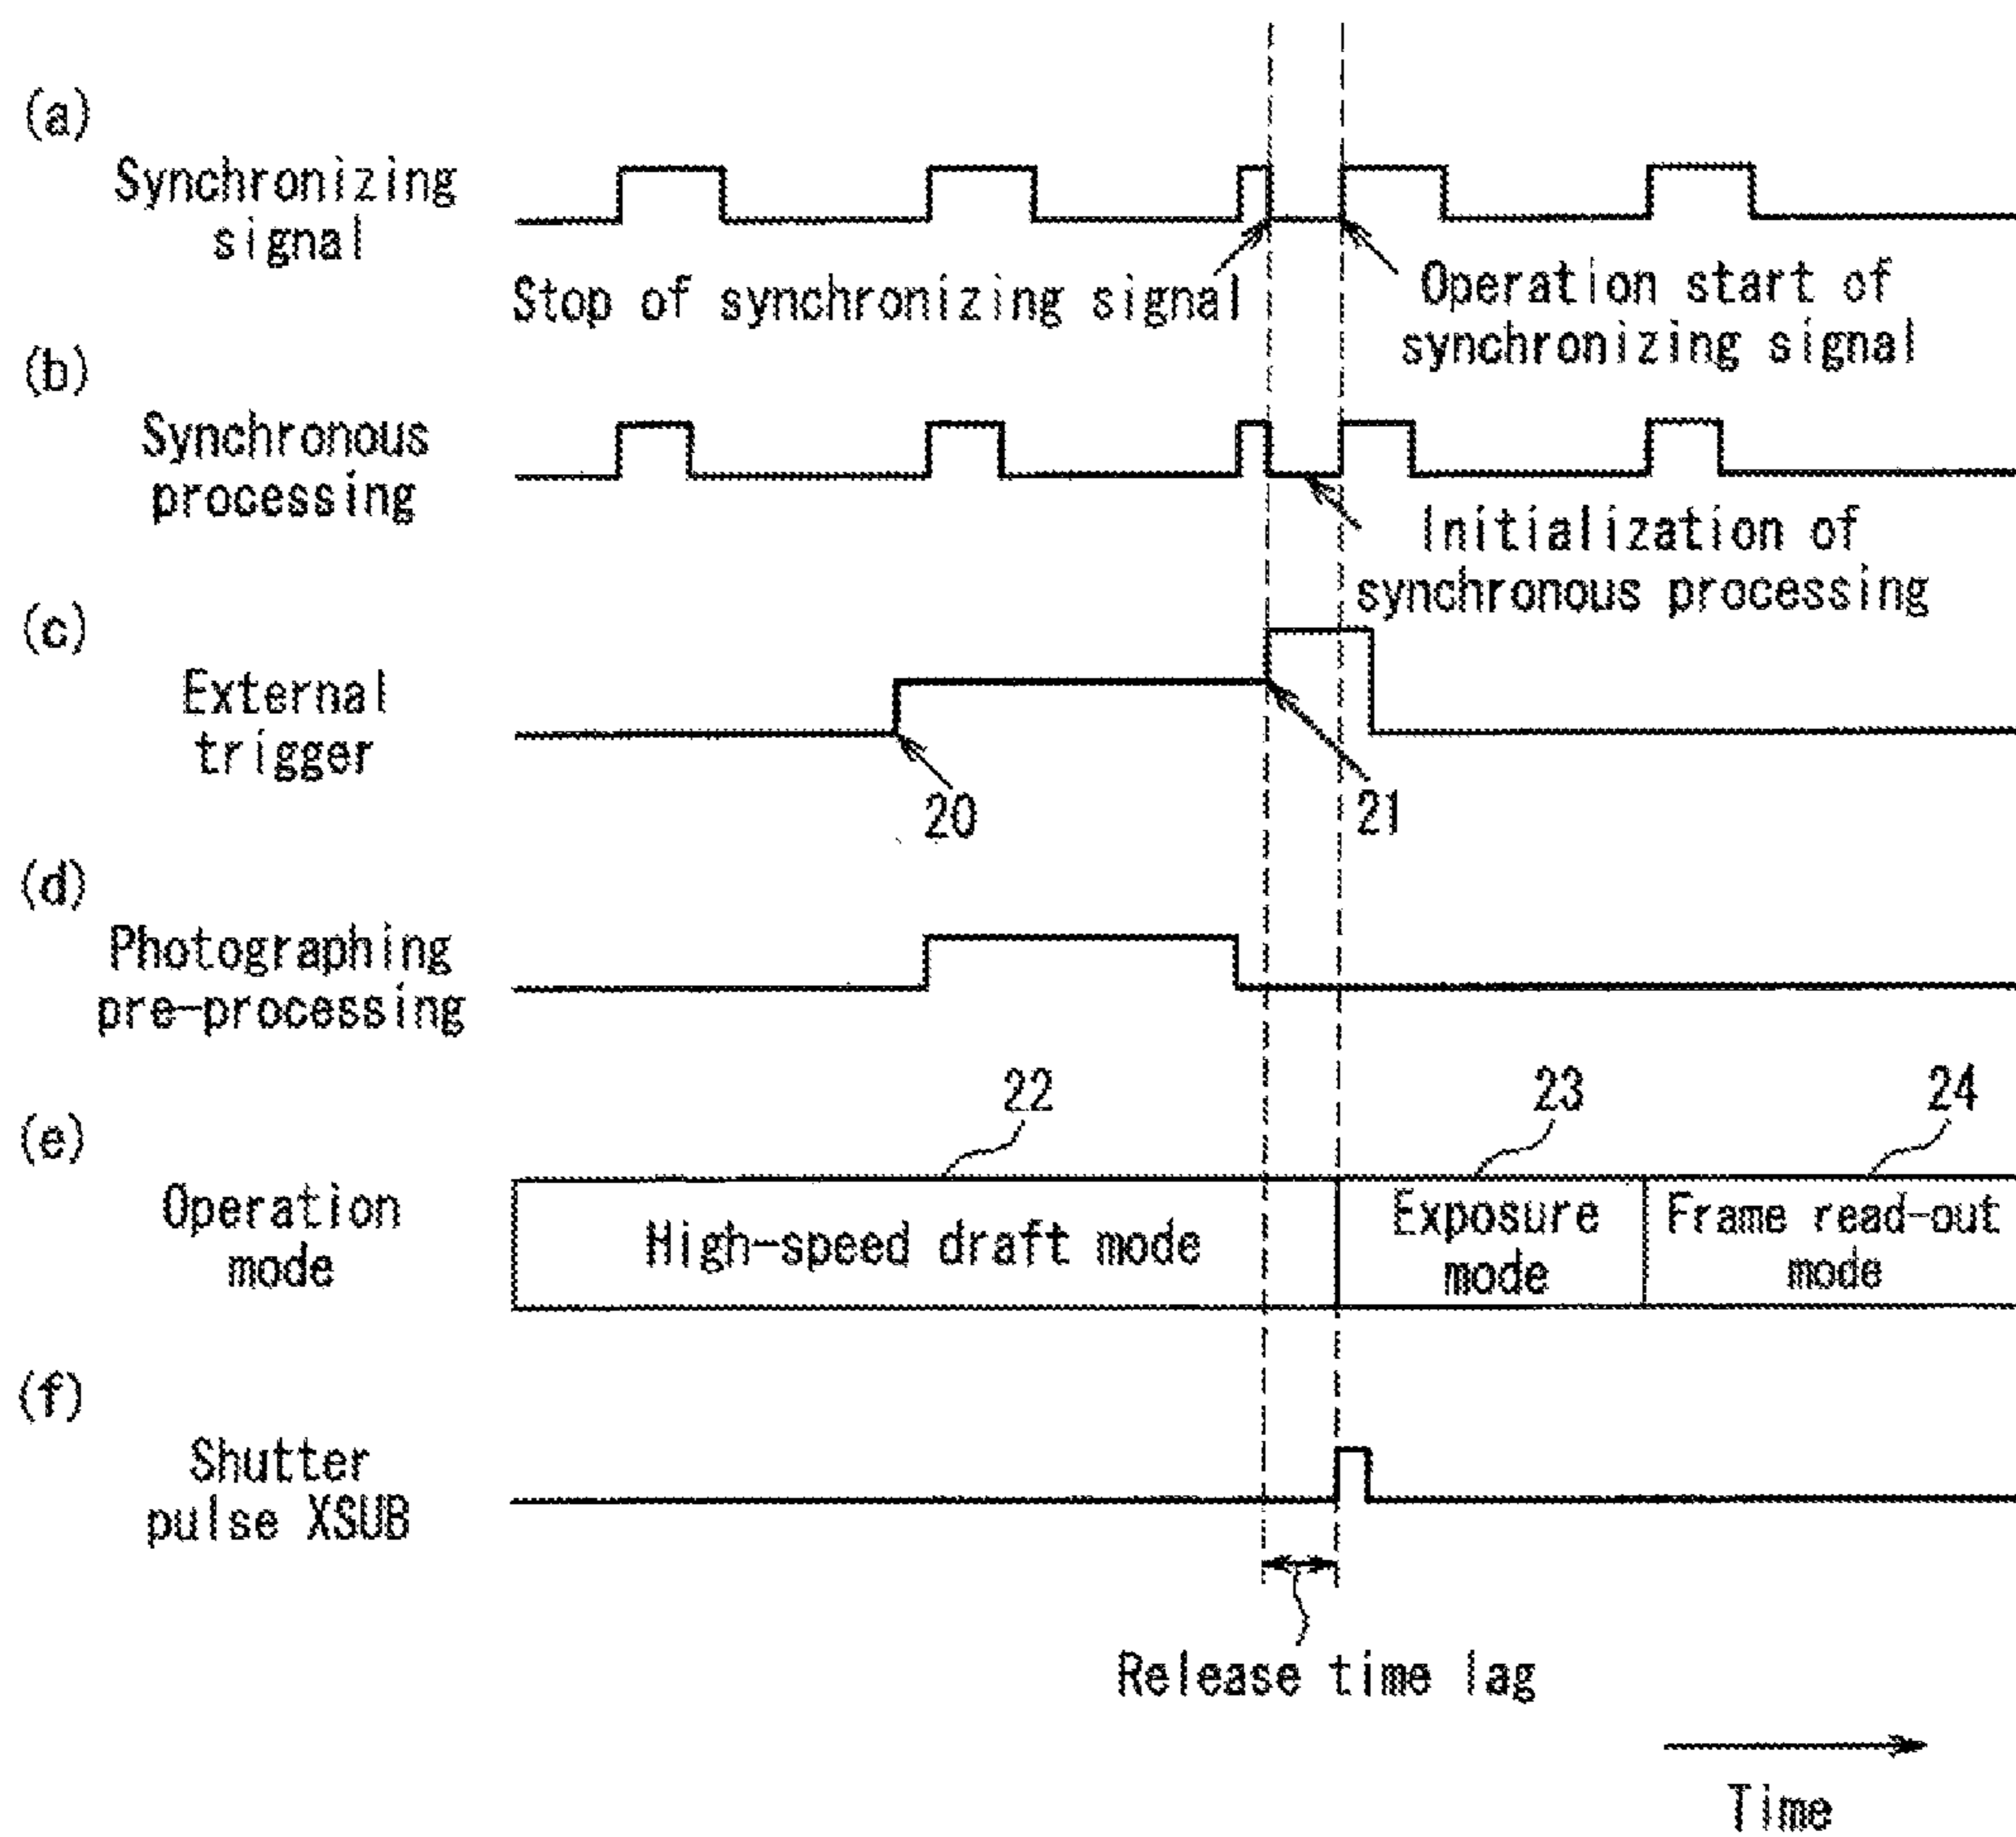 (a)
Synchronizing
signal
Stop of synchronizing signal
Operation start of
synchronizing signal
(b)
Synchronous
processing
Initialization of
synchronous processing
(c)
External
trigger
20
21
(d)
Photographing
pre-processing
22
23
24
(e)
Operation
mode
High-speed draft mode
Exposure
mode
Frame read-out
mode
(f)
Shutter
pulse XSUB
Release time lag
Time